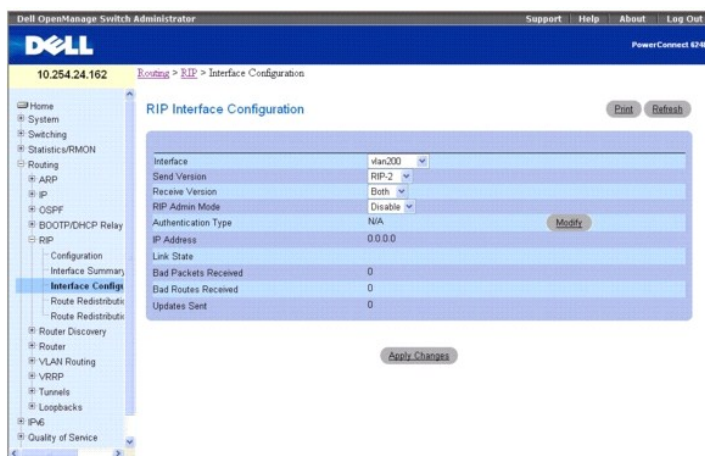 Dell OpenManage Switch Administrator
Support Help About Log Out
DELL
PowerConnect 6248
10.254.24.162
Routing > RIP > Interface Configuration
Home
System
Switching
Statistics/RMON
Routing
ARP
IP
OSPF
BOOTP/DHCP Relay
RIP
Configuration
Interface Summary
Interface Configu
Route Redistributio
Route Redistributio
Router Discovery
Router
VLAN Routing
VRRP
Tunnels
Loopbacks
IPv6
Quality of Service
RIP Interface Configuration
Print Refresh
Interface vlan200
Send Version RIP-2
Receive Version Both
RIP Admin Mode Disable
Authentication Type N/A Modify
IP Address 0.0.0.0
Link State
Bad Packets Received 0
Bad Routes Received 0
Updates Sent 0
Apply Changes